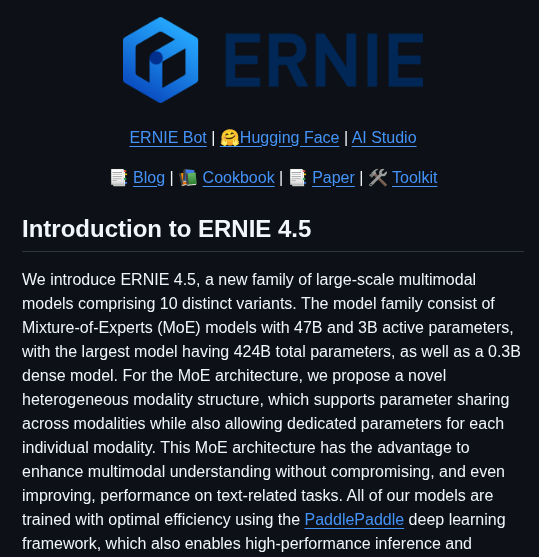 ERNIE
ERNIE Bot | 🤗Hugging Face | AI Studio
📑 Blog | 📚 Cookbook | 📑 Paper | 🛠️ Toolkit
Introduction to ERNIE 4.5
We introduce ERNIE 4.5, a new family of large-scale multimodal
models comprising 10 distinct variants. The model family consist of
Mixture-of-Experts (MoE) models with 47B and 3B active parameters,
with the largest model having 424B total parameters, as well as a 0.3B
dense model. For the MoE architecture, we propose a novel
heterogeneous modality structure, which supports parameter sharing
across modalities while also allowing dedicated parameters for each
individual modality. This MoE architecture has the advantage to
enhance multimodal understanding without compromising, and even
improving, performance on text-related tasks. All of our models are
trained with optimal efficiency using the PaddlePaddle deep learning
framework, which also enables high-performance inference and